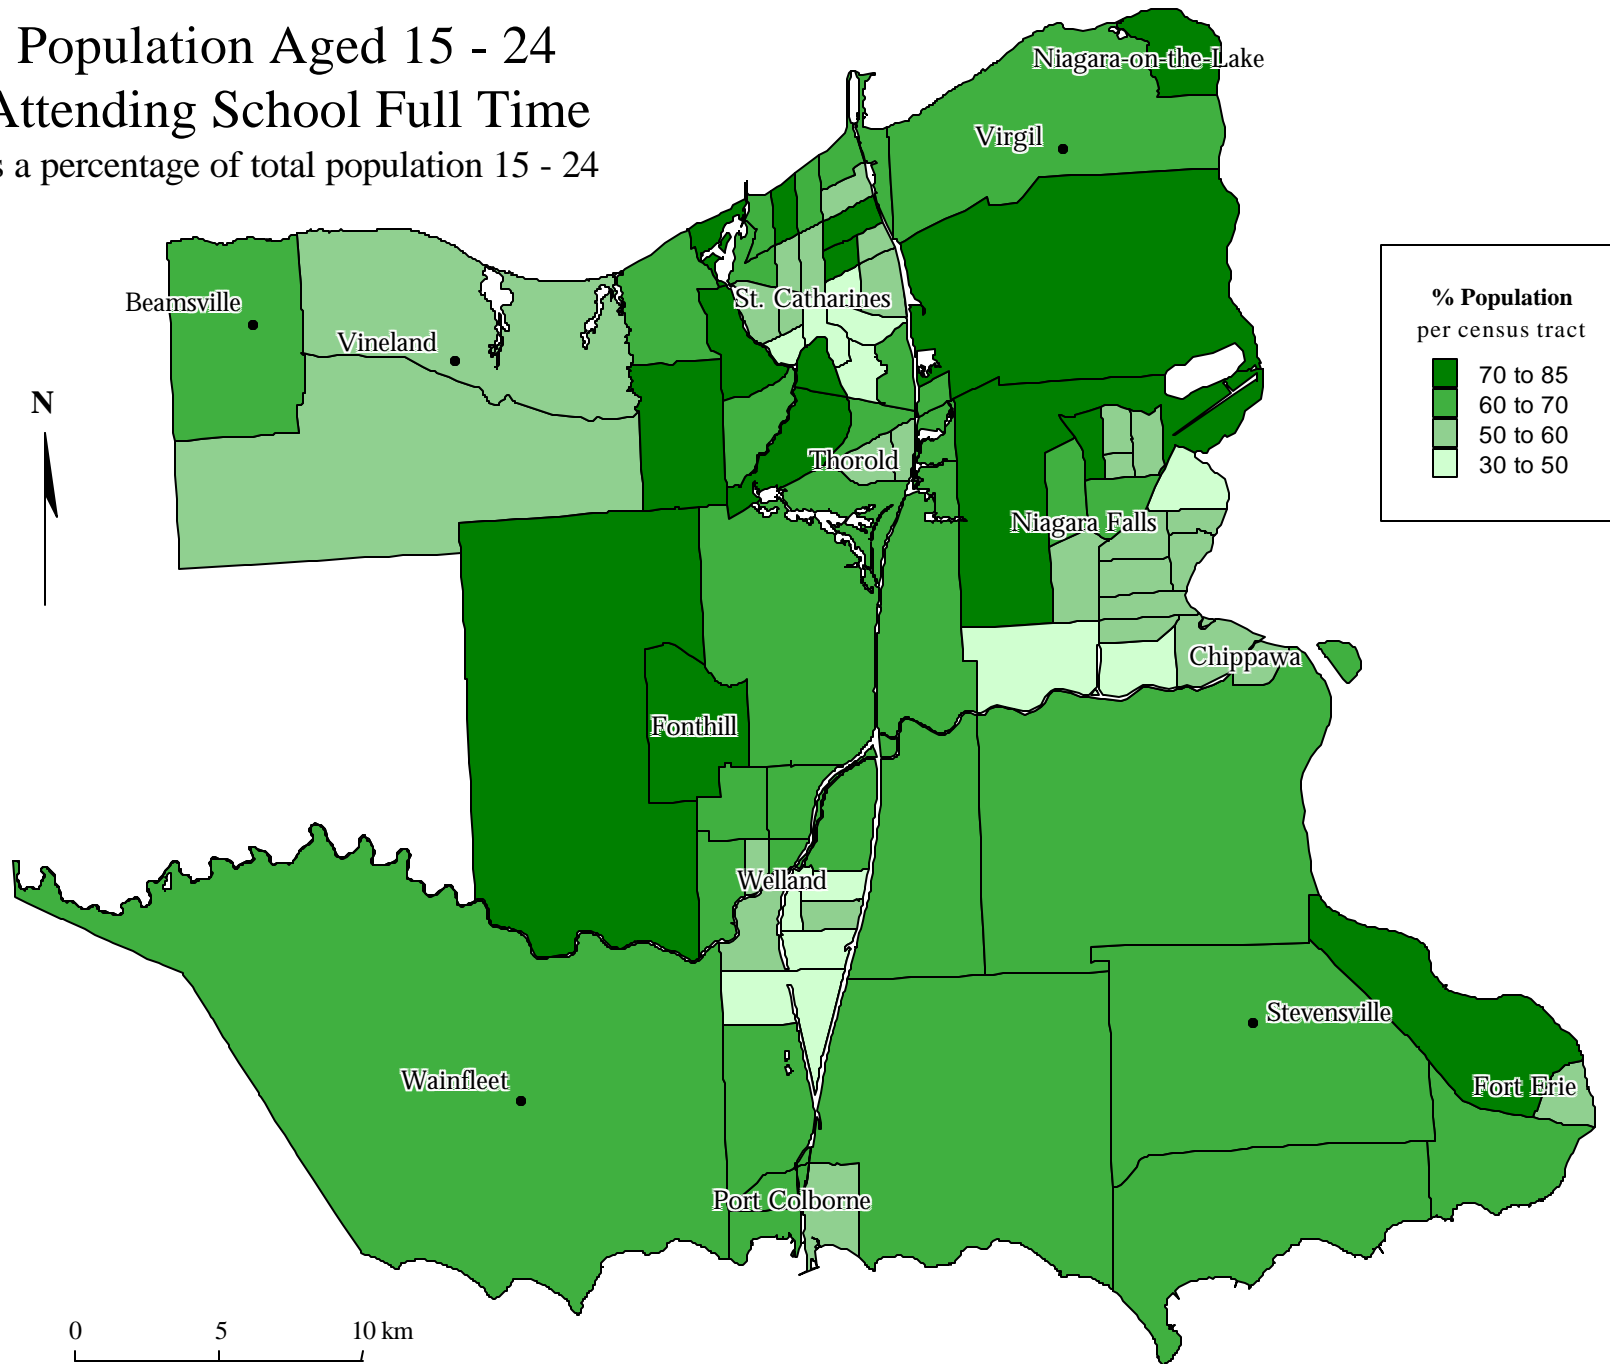 Population Aged 15 - 24
Attending School Full Time
s a percentage of total population 15 - 24
Niagara-on-the-Lake
Virgil
Beamsville
Vineland
St. Catharines
Thorold
Niagara Falls
Chippawa
Fonthill
Welland
Stevensville
Fort Erie
Wainfleet
Port Colborne
N
% Population
per census tract
70 to 85
60 to 70
50 to 60
30 to 50
0 5 10 km